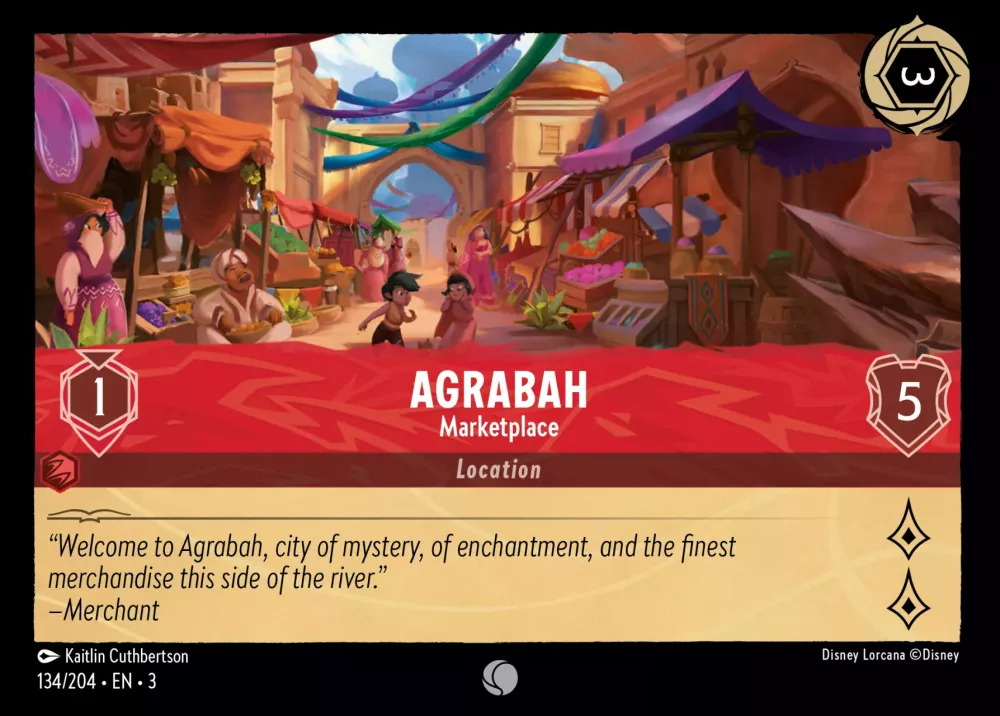 3
1
AGRABAH
Marketplace
5
Location
“Welcome to Agrabah, city of mystery, of enchantment, and the finest
merchandise this side of the river.”
–Merchant
Kaitlin Cuthbertson
Disney Lorcana ©Disney
134/204 • EN • 3